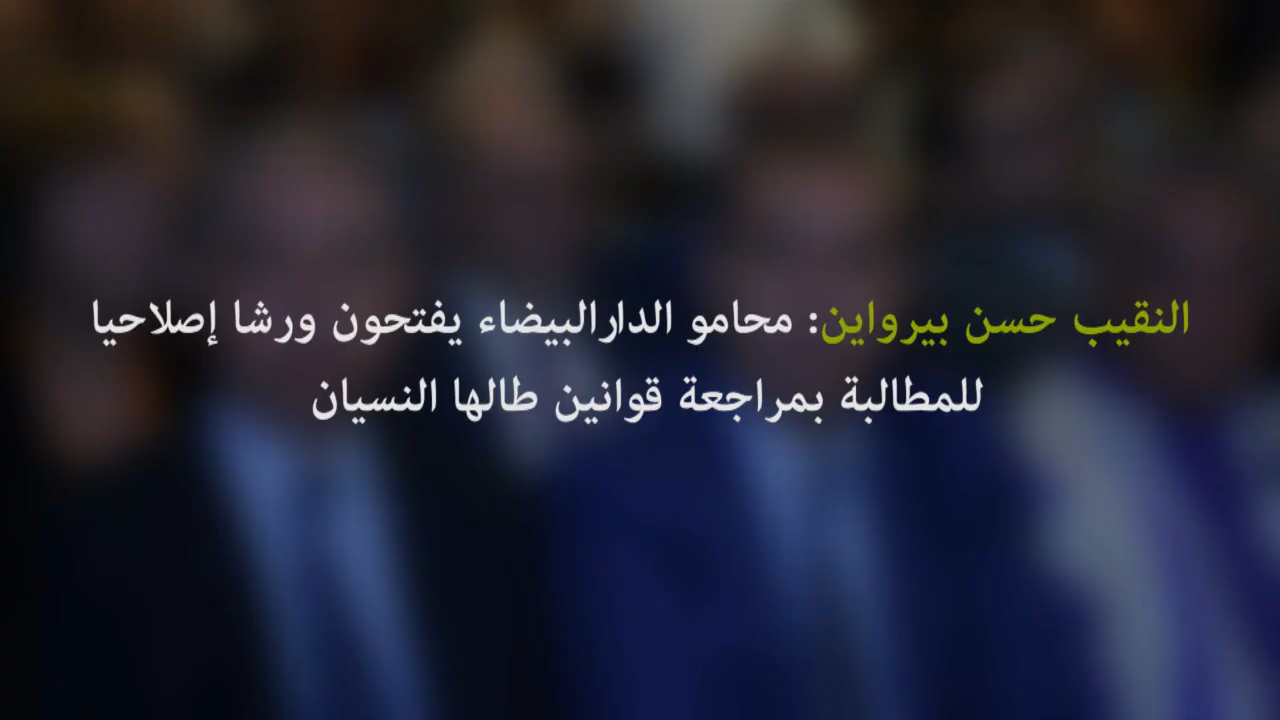 النقيب حسن بيرواين: محامو الدارالبيضاء يفتحون ورشا إصلاحيا
للمطالبة بمراجعة قوانين طالها النسيان